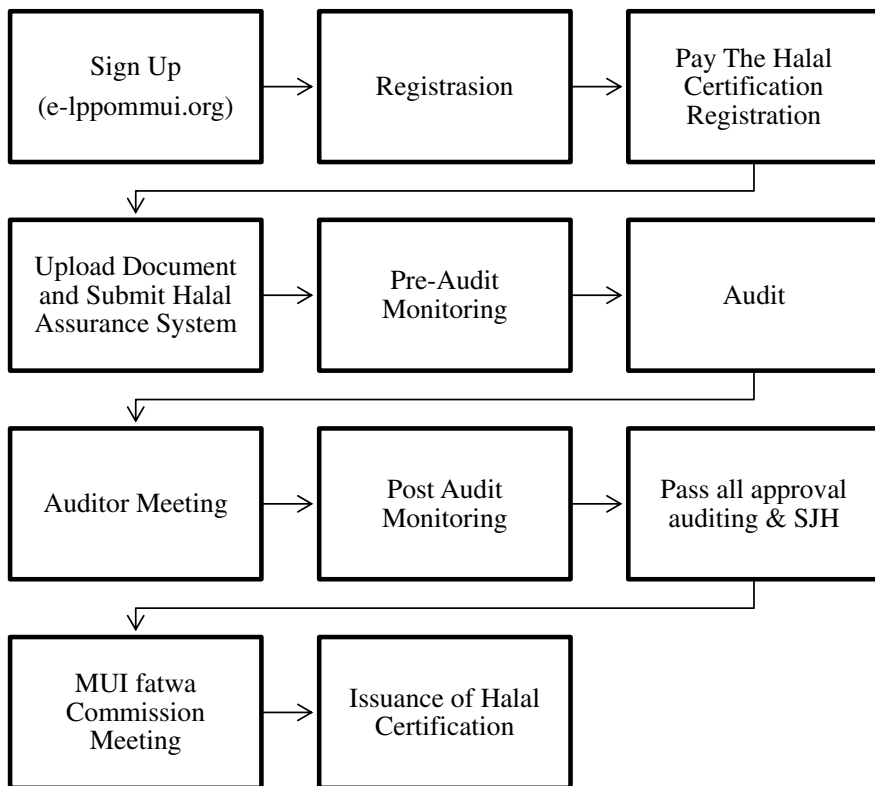 Sign Up
(e-lppommui.org)
Registrasion
Pay The Halal
Certification
Registration
Upload Document
and Submit Halal
Assurance System
Pre-Audit
Monitoring
Audit
Auditor Meeting
Post Audit
Monitoring
Pass all approval
auditing & SJH
MUI fatwa
Commission
Meeting
Issuance of Halal
Certification